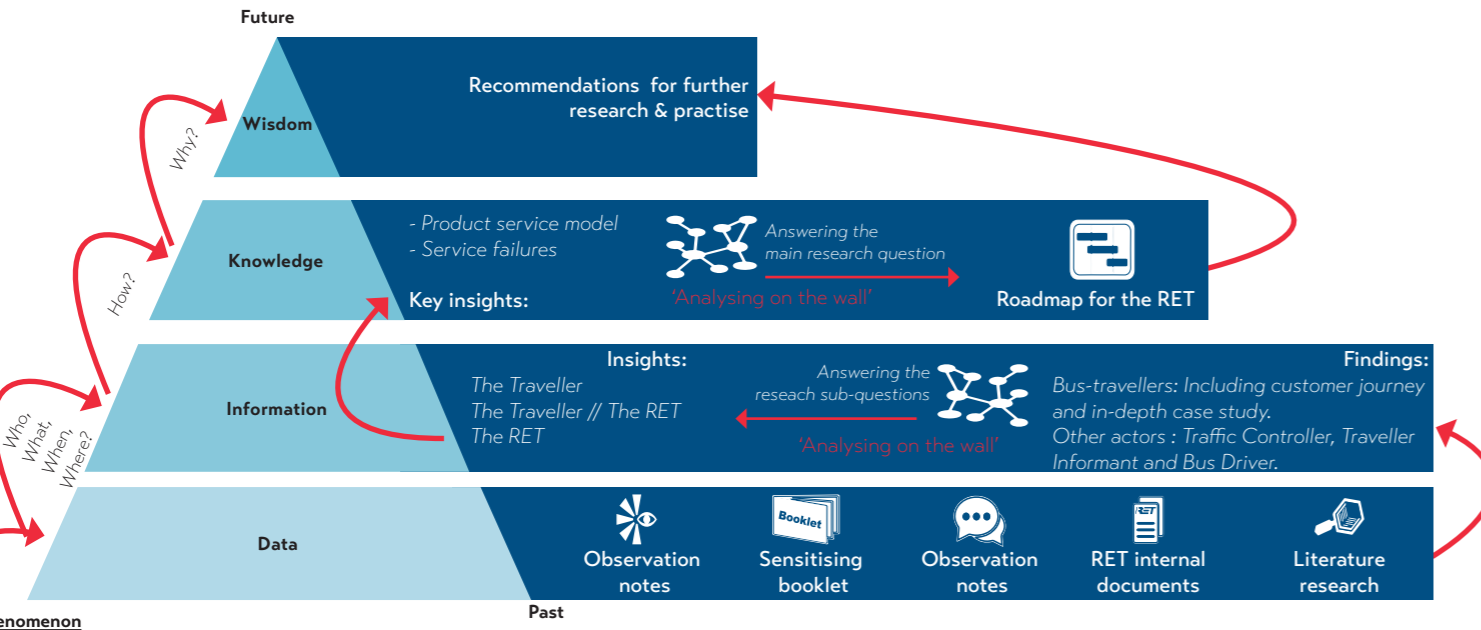 Future
Wisdom
Why?
Recommendations for further
research & practise
Knowledge
How?
- Product service model
- Service failures
Key insights:
Answering the
main research question
'Analysing on the wall'
Roadmap for the RET
Information
Who,
What,
When,
Where?
Insights:
The Traveller
The Traveller // The RET
The RET
Answering the
reseach sub-questions
'Analysing on the wall'
Findings:
Bus-travellers: Including customer journey
and in-depth case study.
Other actors : Traffic Controller, Traveller
Informant and Bus Driver.
Data
Observation
notes
Booklet
Sensitising
booklet
Observation
notes
RET
RET internal
documents
Literature
research
Past
enomenon